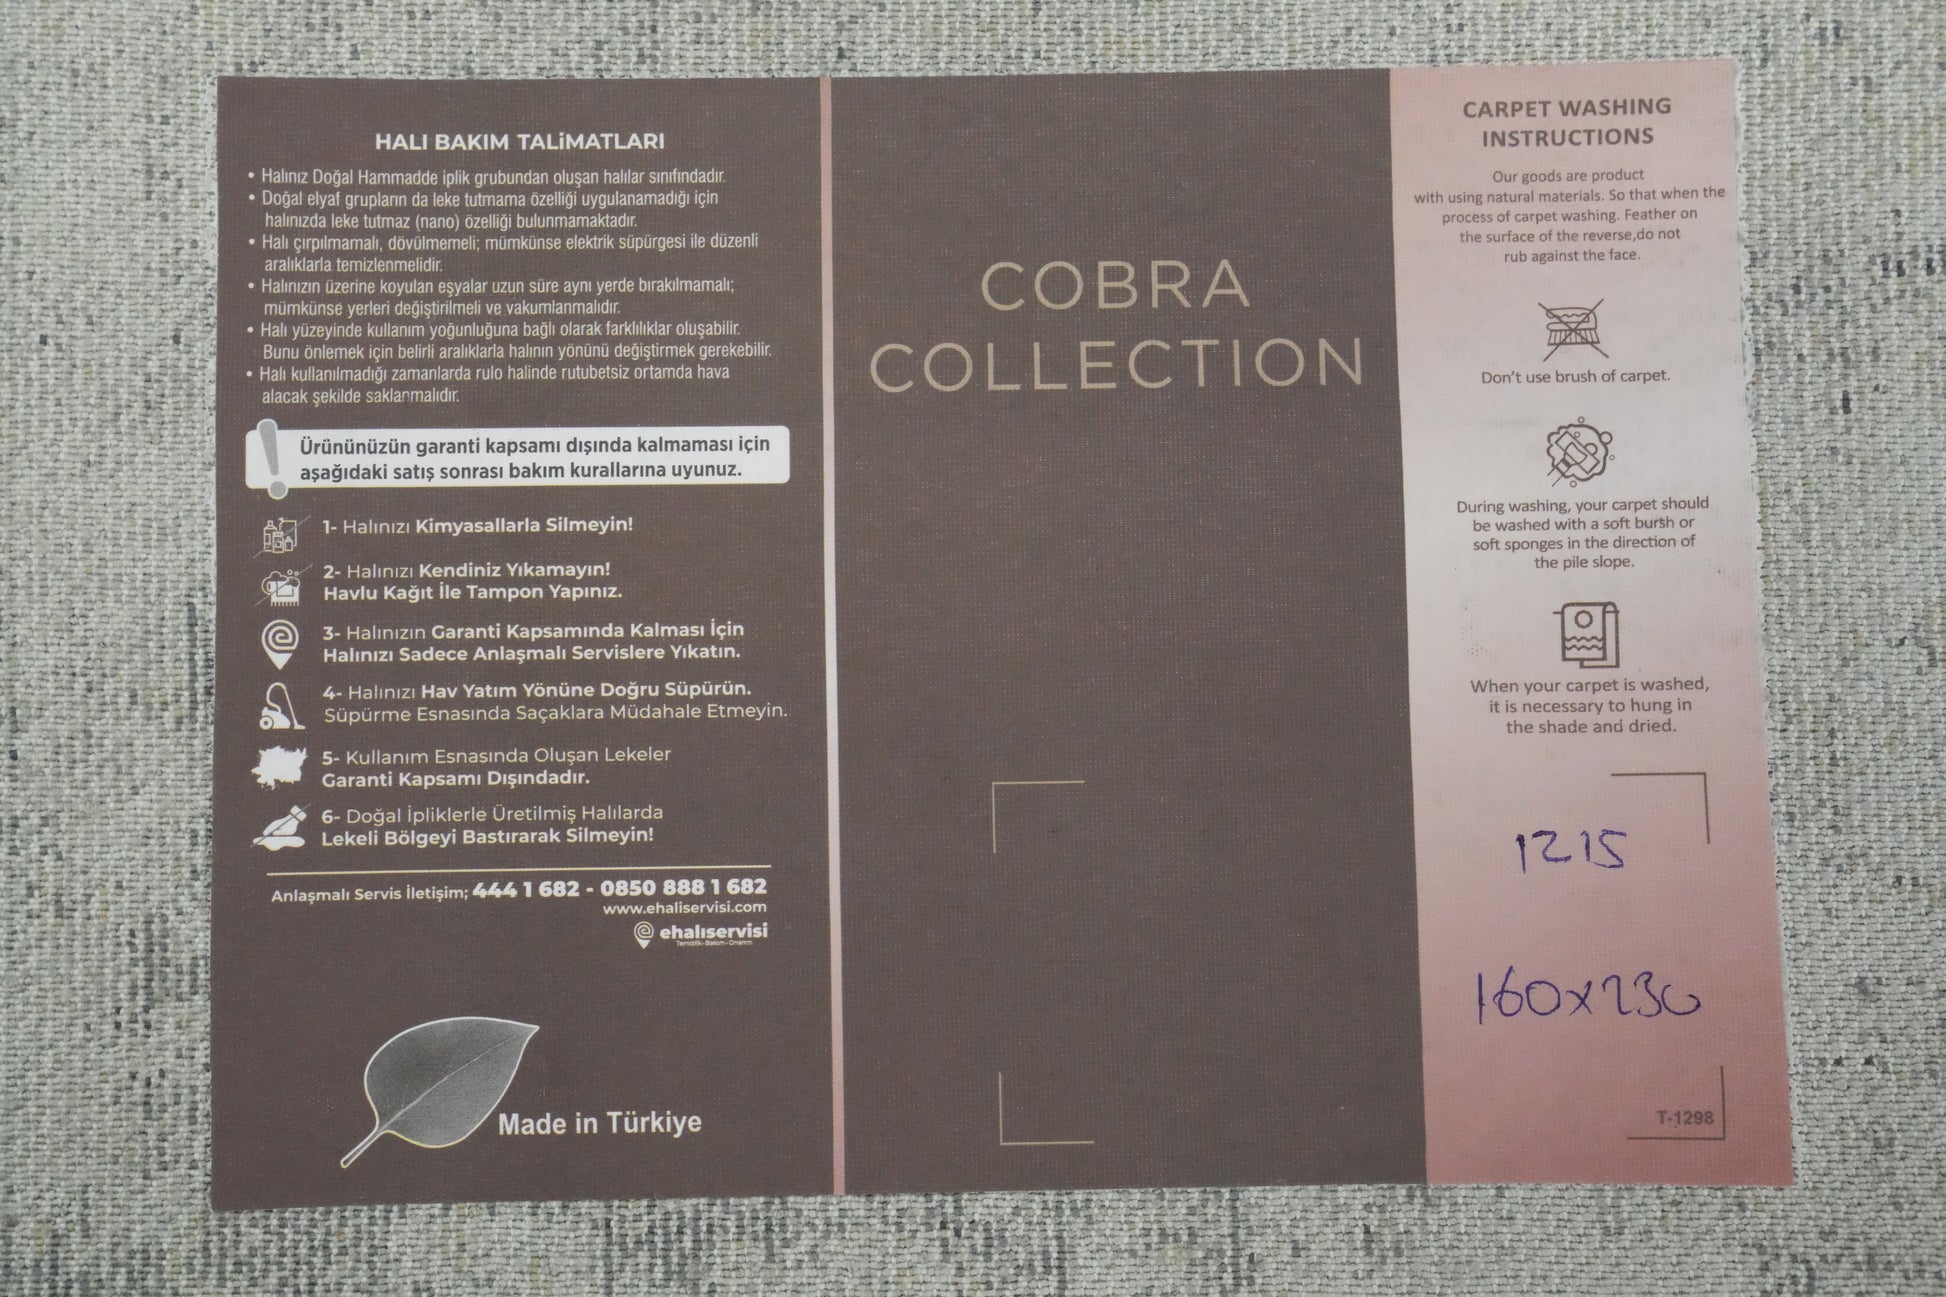 HALI BAKIM TALiMATLARI
• Halınız Doğal Hammadde iplik grubundan oluşan halılar sınıfındadır.
• Doğal elyaf grupların da leke tutmama özelliği uygulanamadığı için
halınızda leke tutmaz (nano) özelliği bulunmamaktadır.
• Halı çırpılmamalı, dövülmemeli; mümkünse elektrik süpürgesi ile düzenli
aralıklarla temizlenmelidir.
• Halınızın üzerine koyulan eşyalar uzun süre aynı yerde bırakılmamalı;
mümkünse yerleri değiştirilmeli ve vakumlanmalıdır.
• Halı yüzeyinde kullanım yoğunluğuna bağlı olarak farklılıklar oluşabilir.
Bunu önlemek için belirli aralıklarla halının yönünü değiştirmek gerekebilir.
• Halı kullanılmadığı zamanlarda rulo halinde rutubetsiz ortamda hava
alacak şekilde saklanmalıdır.
Ürününüzün garanti kapsamı dışında kalmaması için
aşağıdaki satış sonrası bakım kurallarına uyunuz.
1- Halınızı Kimyasallarla Silmeyin!
2- Halınızı Kendiniz Yıkamayın!
Havlu Kağıt İle Tampon Yapınız.
3- Halınızın Garanti Kapsamında Kalması İçin
Halınızı Sadece Anlaşmalı Servislere Yıkatın.
4- Halınızı Hav Yatım Yönüne Doğru Süpürün.
Süpürme Esnasında Saçaklara Müdahale Etmeyin.
5- Kullanım Esnasında Oluşan Lekeler
Garanti Kapsamı Dışındadır.
6- Doğal İpliklerle Üretilmiş Halılarda
Lekeli Bölgeyi Bastırarak Silmeyin!
Anlaşmalı Servis İletişim; 444 1 682 - 0850 888 1 682
www.ehaliservisi.com
ehalıservisi
Temizlik-Bakım-Onarım
Made in Türkiye
COBRA
COLLECTION
CARPET WASHING
INSTRUCTIONS
Our goods are product
with using natural materials. So that when the
process of carpet washing. Feather on
the surface of the reverse,do not
rub against the face.
Don't use brush of carpet.
During washing, your carpet should
be washed with a soft bursh or
soft sponges in the direction of
the pile slope.
When your carpet is washed,
it is necessary to hung in
the shade and dried.
1215
160x230
T-1298